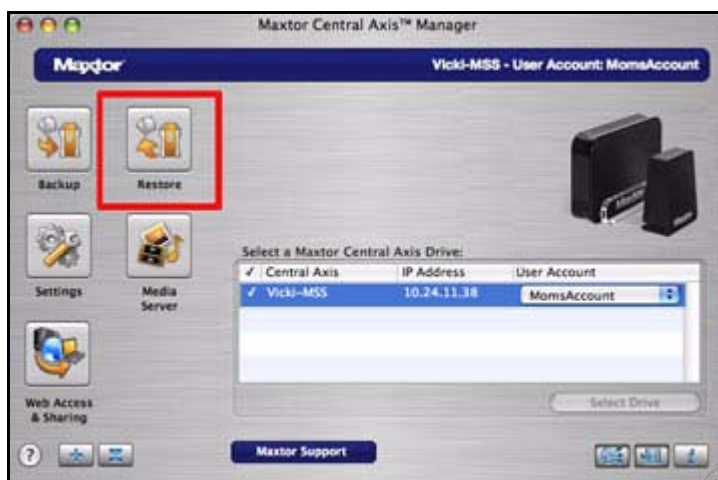 Maxtor Central Axis™ Manager
Maxtor
Vicki-MSS - User Account: MomsAccount
Backup
Restore
Settings
Media
Server
Web Access
& Sharing
Select a Maxtor Central Axis Drive:
✓ Central Axis IP Address User Account
✓ Vicki-MSS 10.24.11.38 MomsAccount
Select Drive
? Maxtor Support i